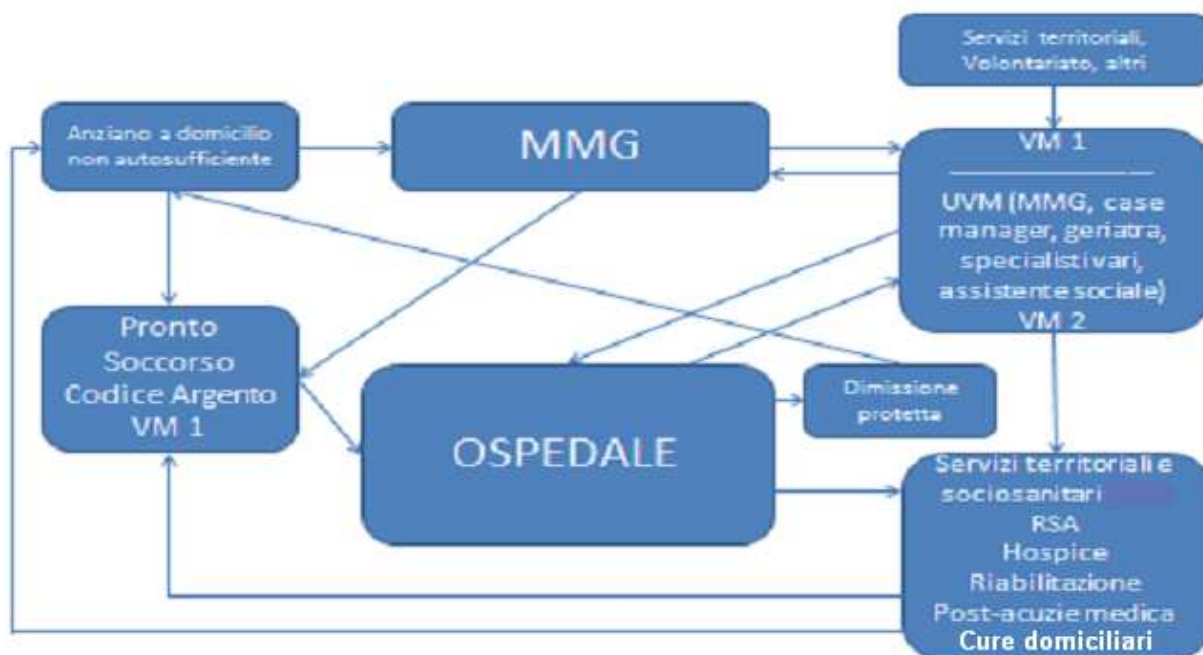 Servizi territoriali,
Volontariato, altri
Anziano a domicilio
non autosufficiente
MMG
VM 1
UVM (MMG, case
manager, geriatra,
specialisti vari,
assistente sociale)
VM 2
Pronto
Soccorso
Codice Argento
VM 1
OSPEDALE
Dimissione
protetta
Servizi territoriali e
sociosanitari
RSA
Hospice
Riabilitazione
Post-acuzie medica
Cure domiciliari